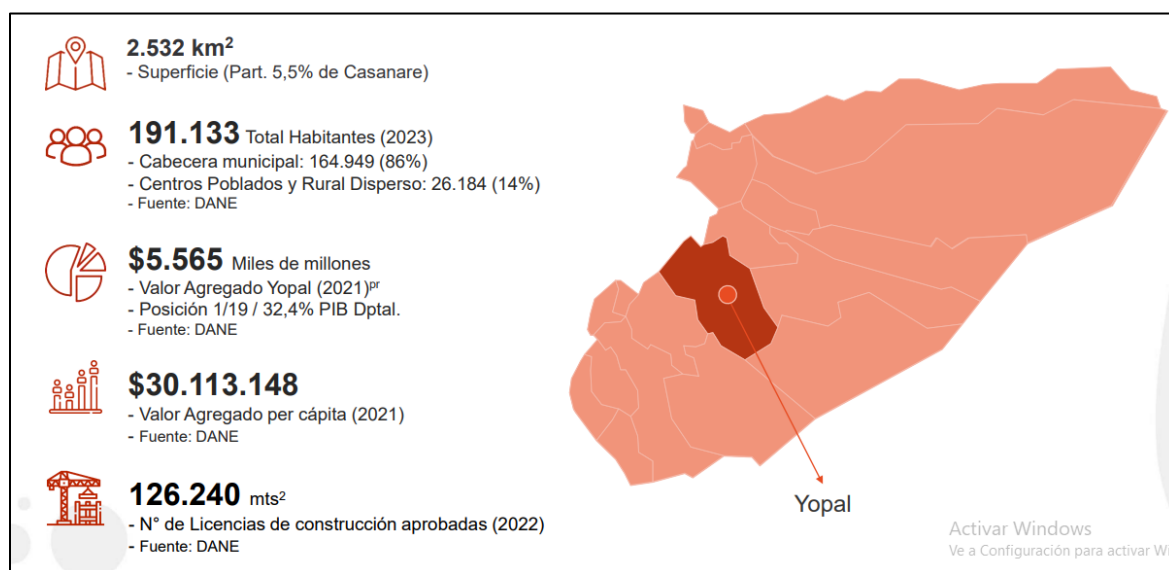 2.532 km²
- Superficie (Part. 5,5% de Casanare)
191.133 Total Habitantes (2023)
- Cabecera municipal: 164.949 (86%)
- Centros Poblados y Rural Disperso: 26.184 (14%)
- Fuente: DANE
$5.565 Miles de millones
- Valor Agregado Yopal (2021)ᵖʳ
- Posición 1/19 / 32,4% PIB Dptal.
- Fuente: DANE
$30.113.148
- Valor Agregado per cápita (2021)
- Fuente: DANE
126.240 mts²
- N° de Licencias de construcción aprobadas (2022)
- Fuente: DANE
Yopal
Activar Windows
Ve a Configuración para activar Wi